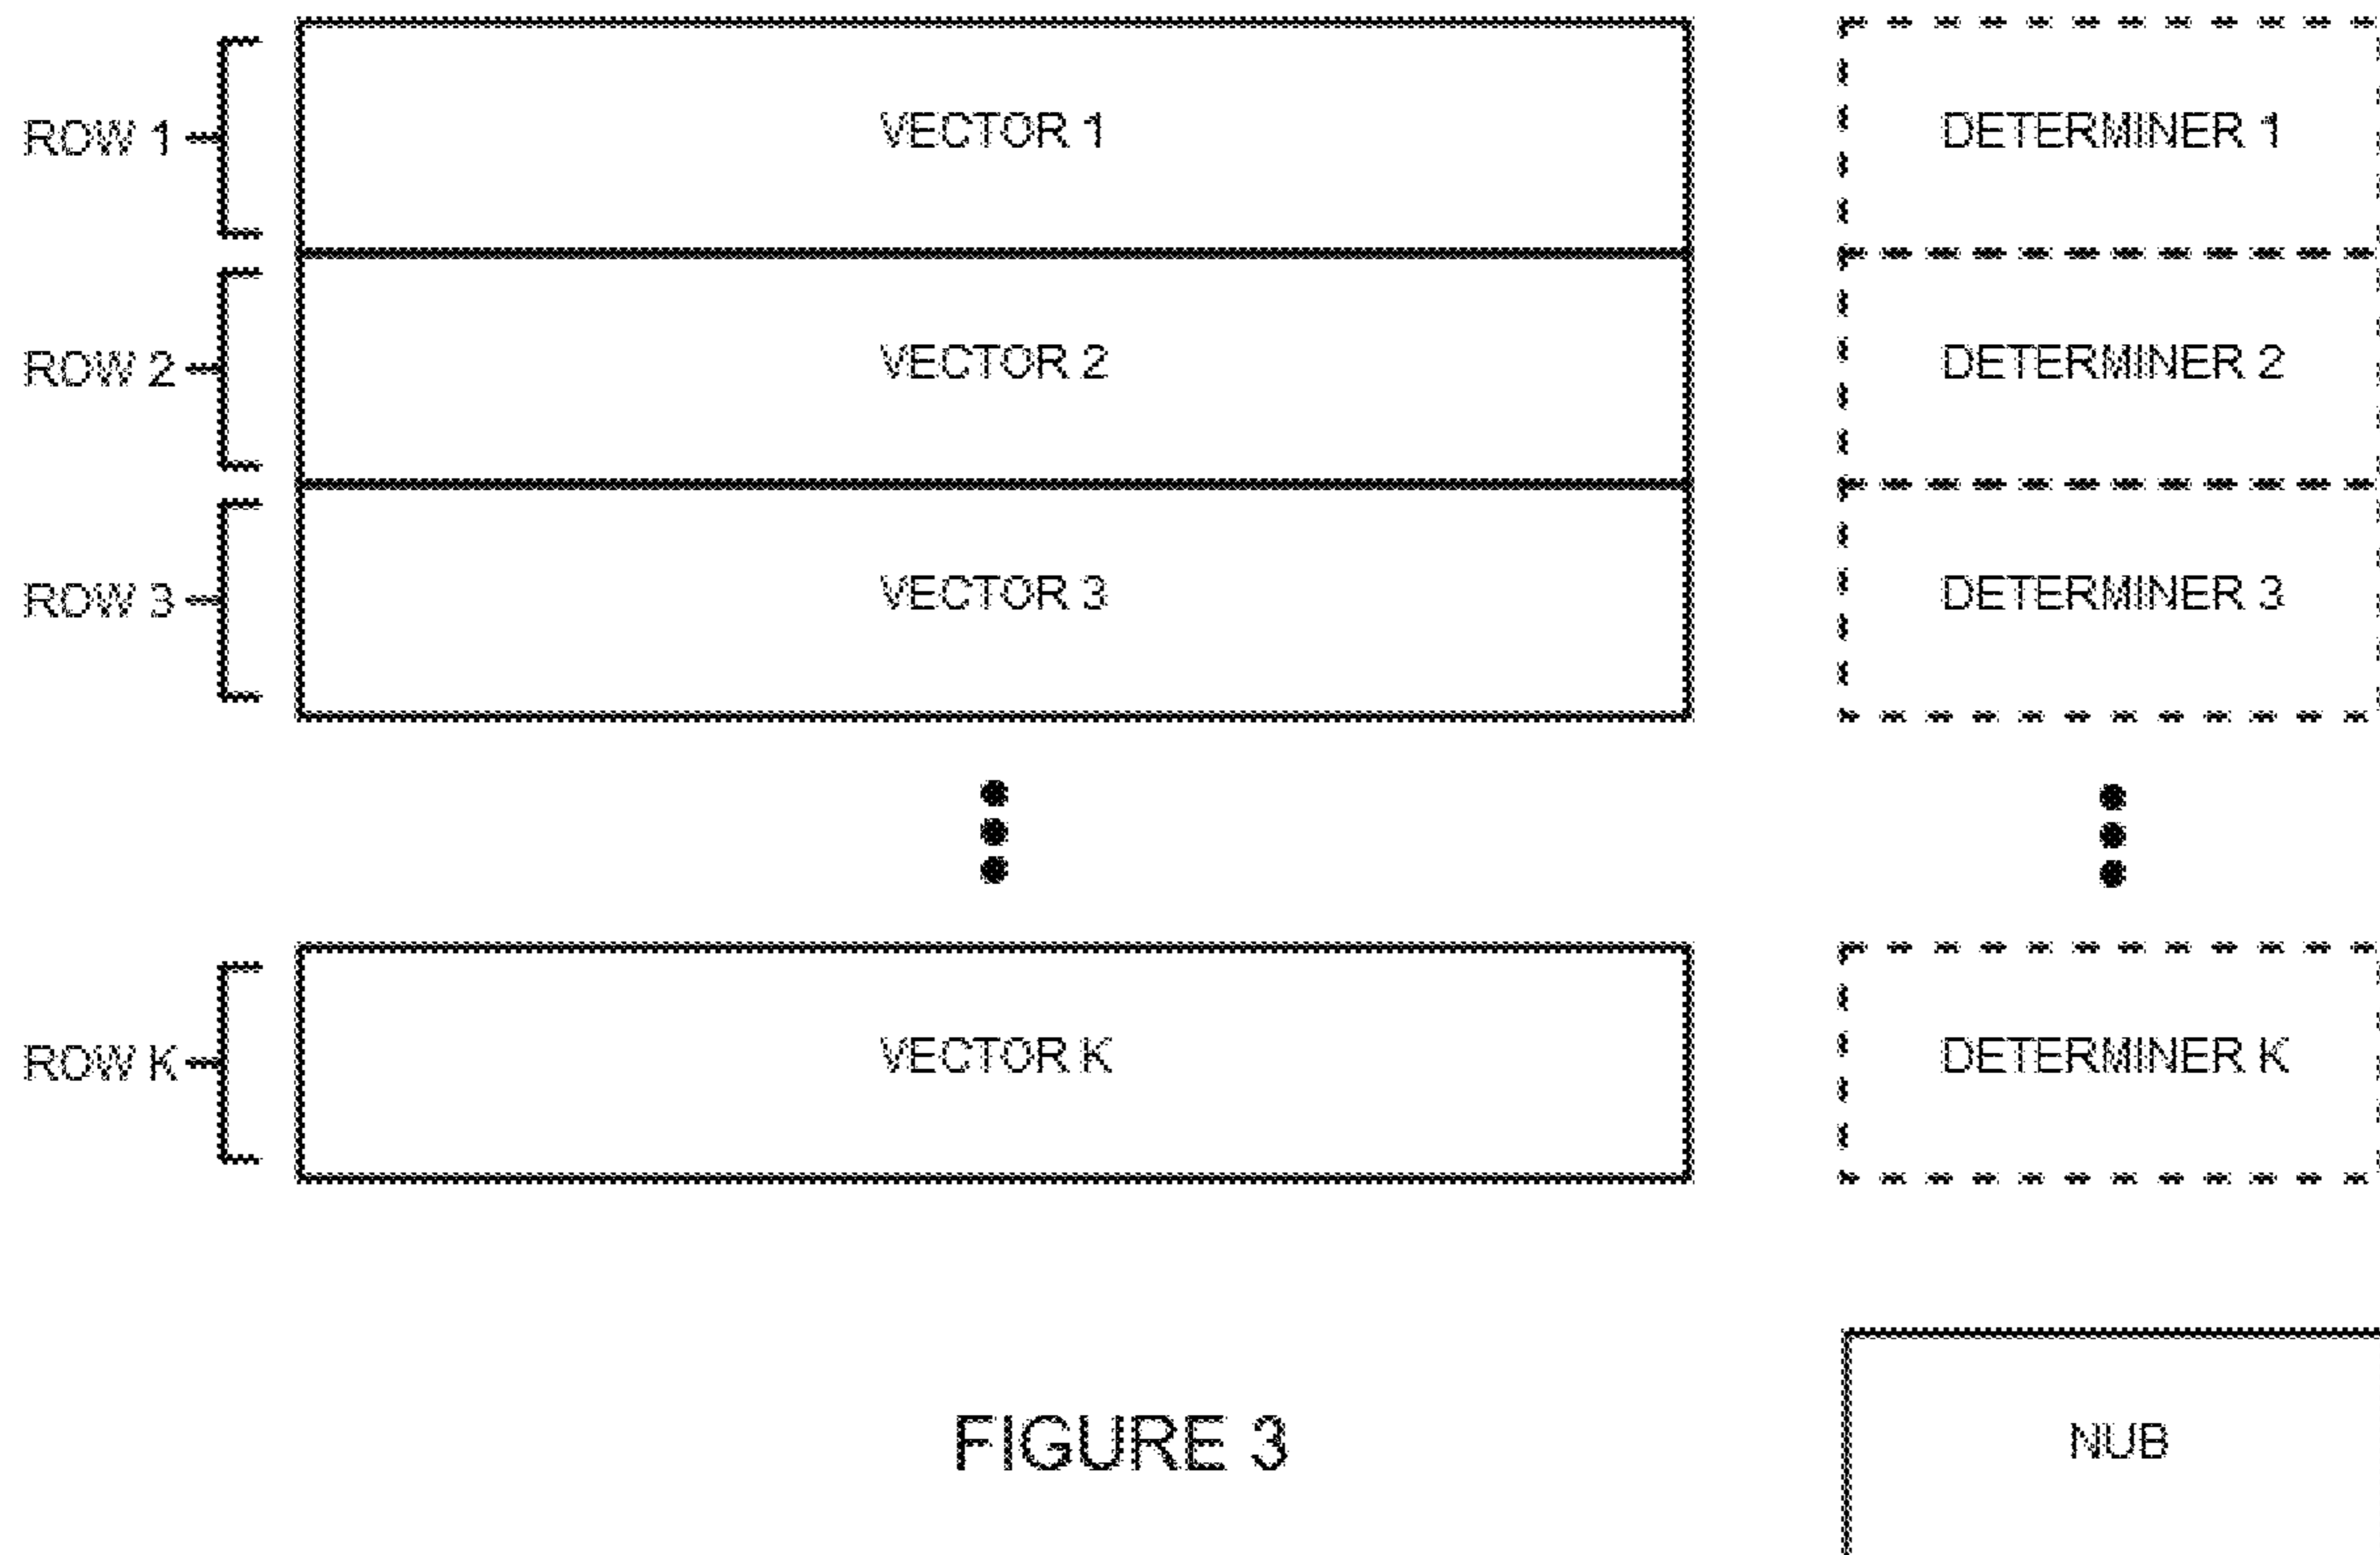 ROW 1 VECTOR 1 DETERMINER 1
ROW 2 VECTOR 2 DETERMINER 2
ROW 3 VECTOR 3 DETERMINER 3
ROW K VECTOR K DETERMINER K
FIGURE 3
NUB